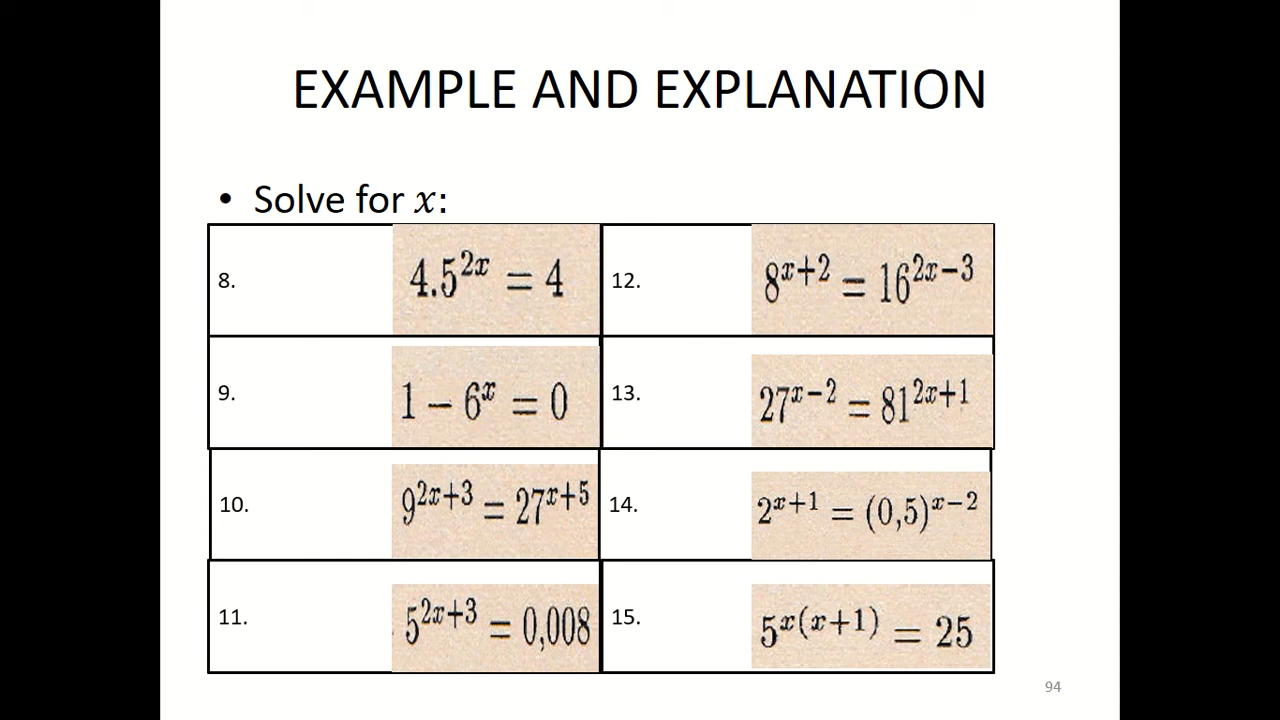 EXAMPLE AND EXPLANATION
• Solve for 𝑥:
8. 4.5^{2x} = 4 12. 8^{x+2} = 16^{2x−3}
9. 1 − 6^{x} = 0 13. 27^{x−2} = 81^{2x+1}
10. 9^{2x+3} = 27^{x+5} 14. 2^{x+1} = (0,5)^{x−2}
11. 5^{2x+3} = 0,008 15. 5^{x(x+1)} = 25
94